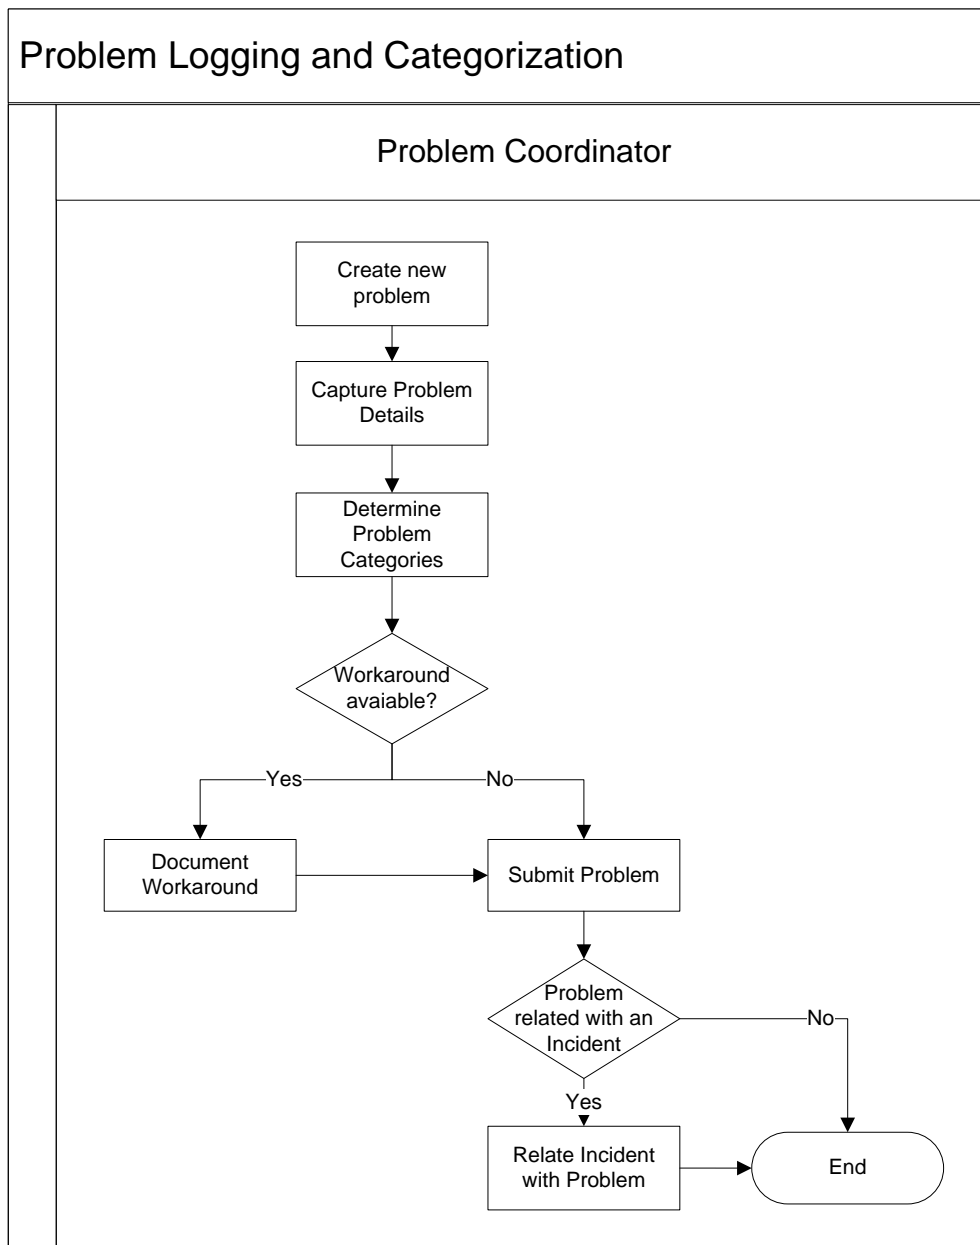 Problem Logging and Categorization
Problem Coordinator
Create new
problem
Capture Problem
Details
Determine
Problem
Categories
Workaround
avaiable?
Yes
No
Document
Workaround
Submit Problem
Problem
related with an
Incident
No
Yes
Relate Incident
with Problem
End